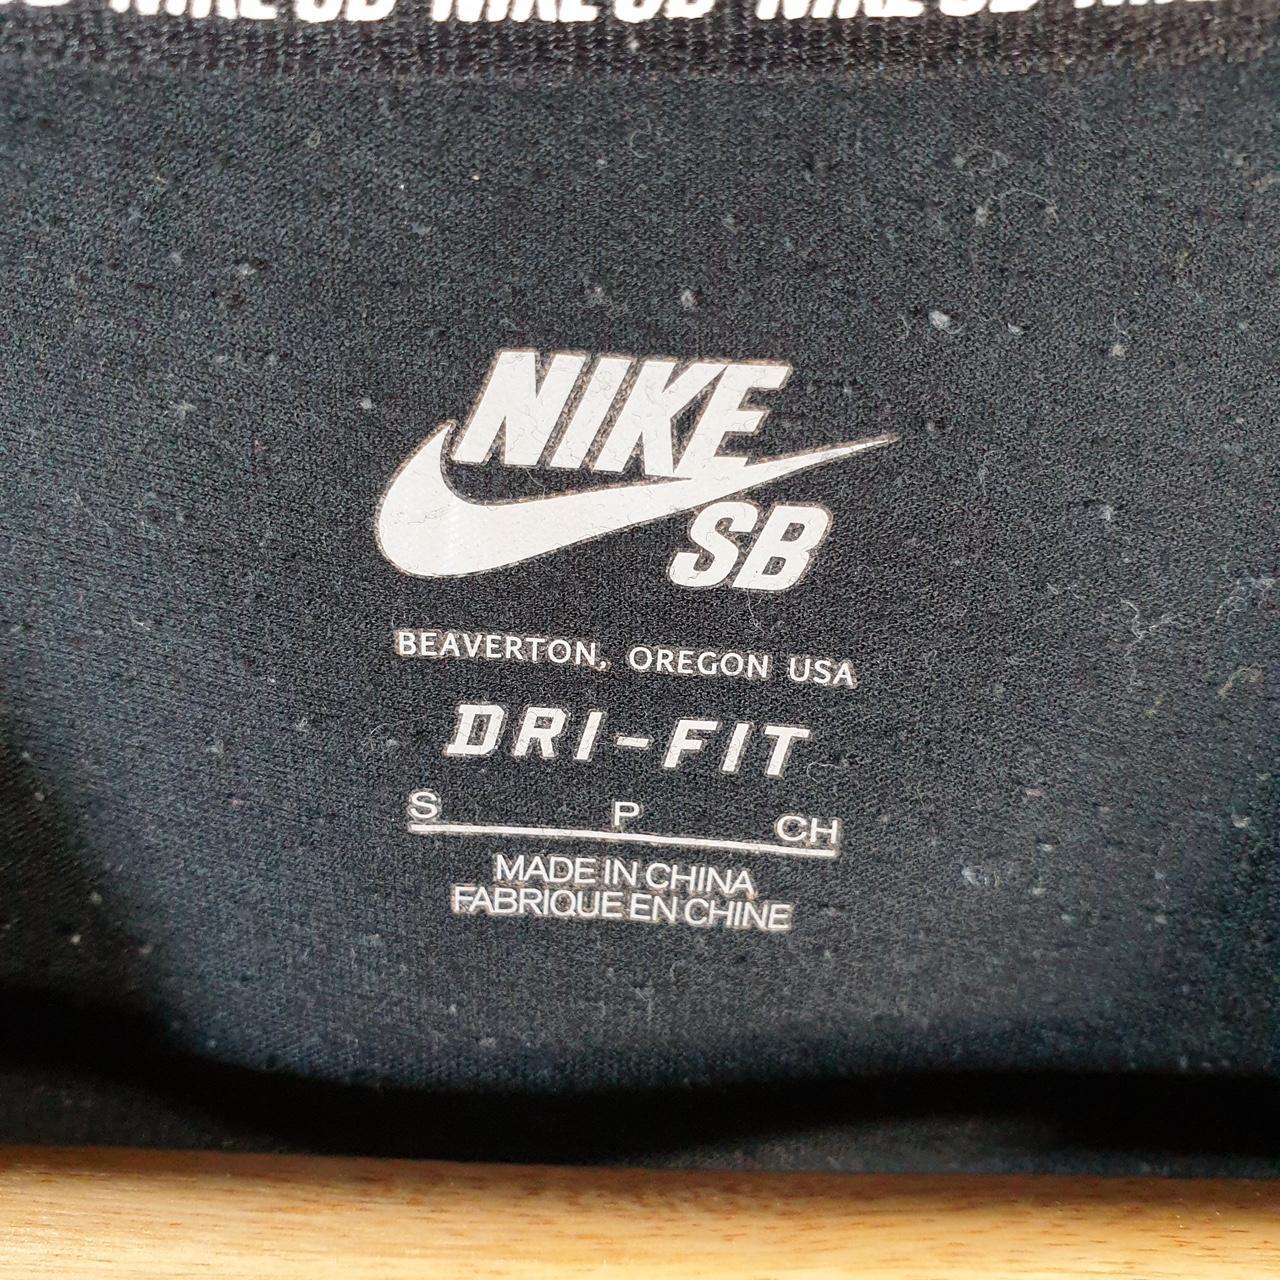 NIKE SB NIKE SB NIKE SB
NIKE
SB
BEAVERTON, OREGON USA
DRI-FIT
S P CH
MADE IN CHINA
FABRIQUE EN CHINE